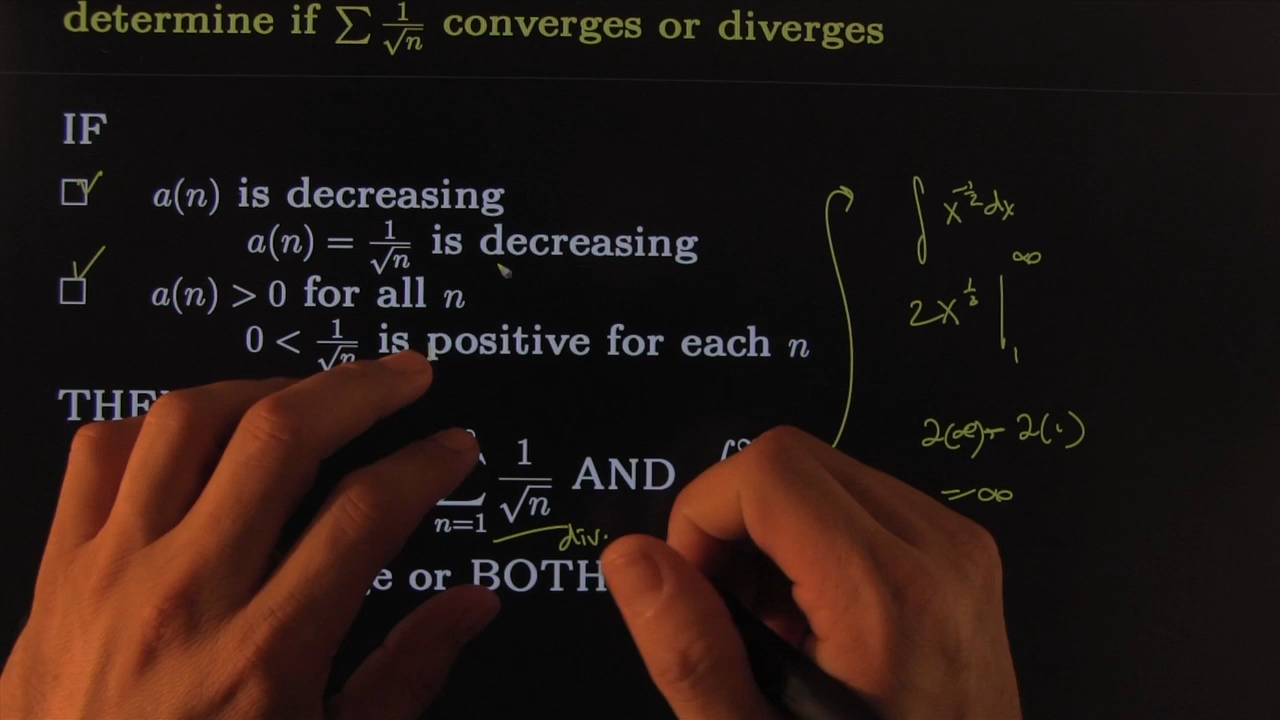 determine if ∑ 1/√n converges or diverges
IF
a(n) is decreasing
a(n) = 1/√n is decreasing
a(n) > 0 for all n
0 < 1/√n is positive for each n
n=1 1/√n AND
div.
or BOTH
∫ x^-1/2 dx
2x^1/2 | ∞ 1
2(∞) - 2(1)
= ∞